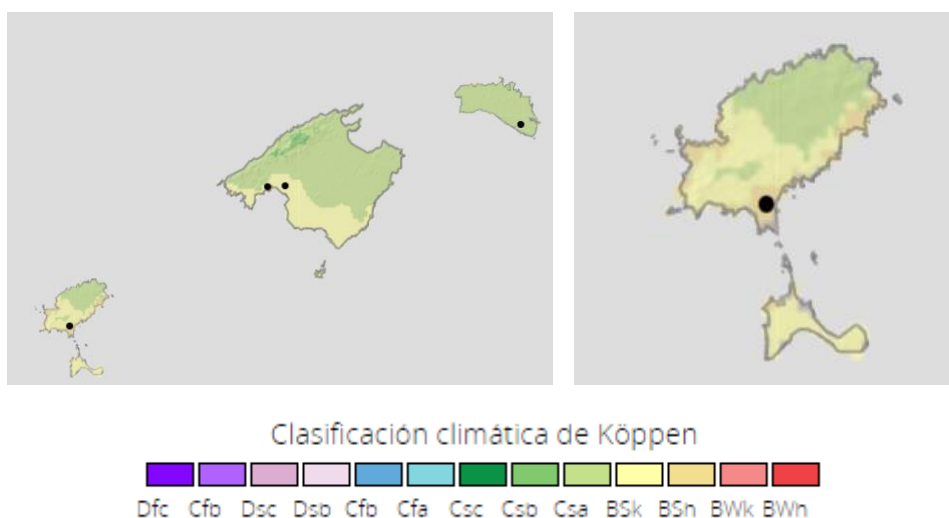 Clasificación climática de Köppen
Dfc Cfb Dsc Dsb Cfb Cfa Csc Csb Csa BSk BSh BWk BWh